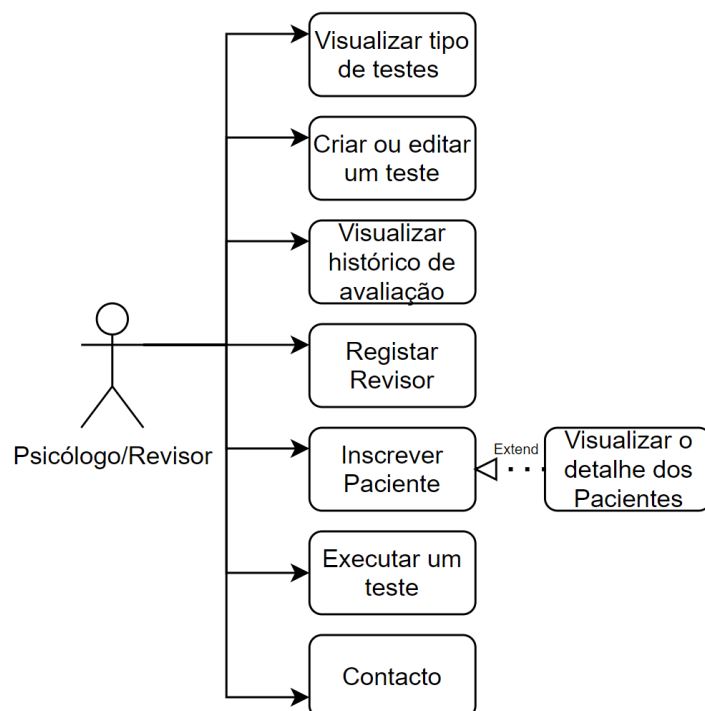 Visualizar tipo
de testes
Criar ou editar
um teste
Visualizar
histórico de
avaliação
Registar
Revisor
Psicólogo/Revisor
Inscrever
Paciente
Extend
Visualizar o
detalhe dos
Pacientes
Executar um
teste
Contacto